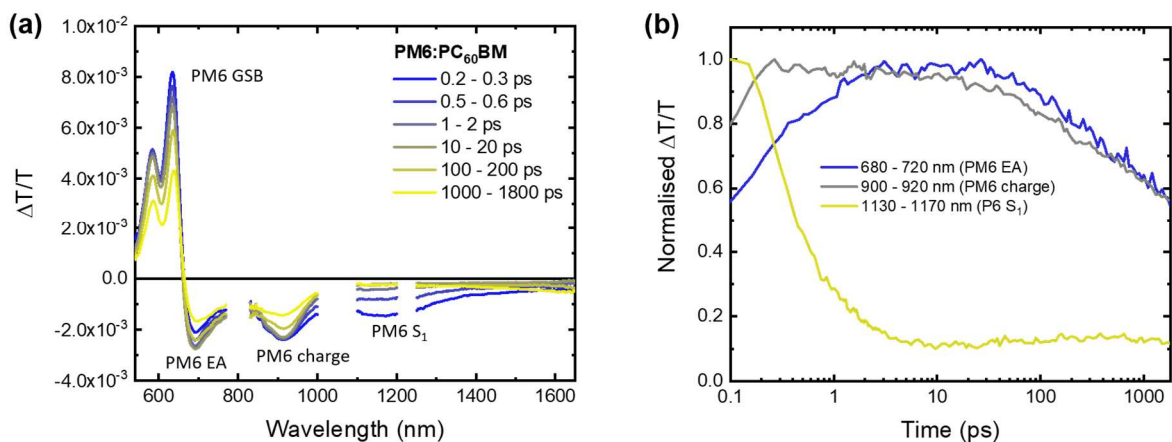 (a)
1.0x10⁻²
8.0x10⁻³
6.0x10⁻³
4.0x10⁻³
2.0x10⁻³
0.0
-2.0x10⁻³
-4.0x10⁻³
ΔT/T
PM6 GSB
PM6:PC₆₀BM
0.2 - 0.3 ps
0.5 - 0.6 ps
1 - 2 ps
10 - 20 ps
100 - 200 ps
1000 - 1800 ps
PM6 EA
PM6 charge
PM6 S₁
600 800 1000 1200 1400 1600
Wavelength (nm)
(b)
1.0
0.8
0.6
0.4
0.2
0.0
Normalised ΔT/T
680 - 720 nm (PM6 EA)
900 - 920 nm (PM6 charge)
1130 - 1170 nm (P6 S₁)
0.1 1 10 100 1000
Time (ps)